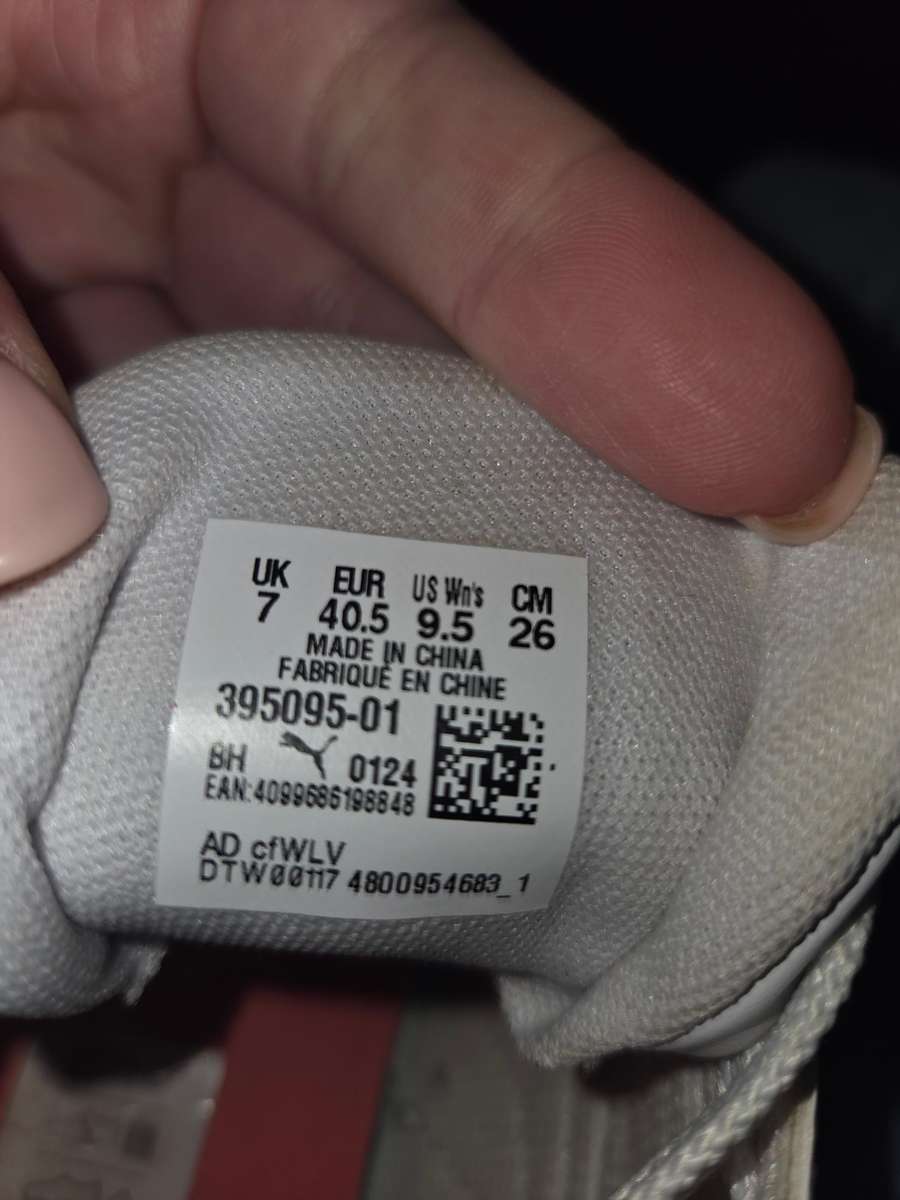 UK EUR US Wn's CM
7 40.5 9.5 26
MADE IN CHINA
FABRIQUÉ EN CHINE
395095-01
BH 0124
EAN:4099686198848
AD cfWLV
DTW00117 4800954683_1